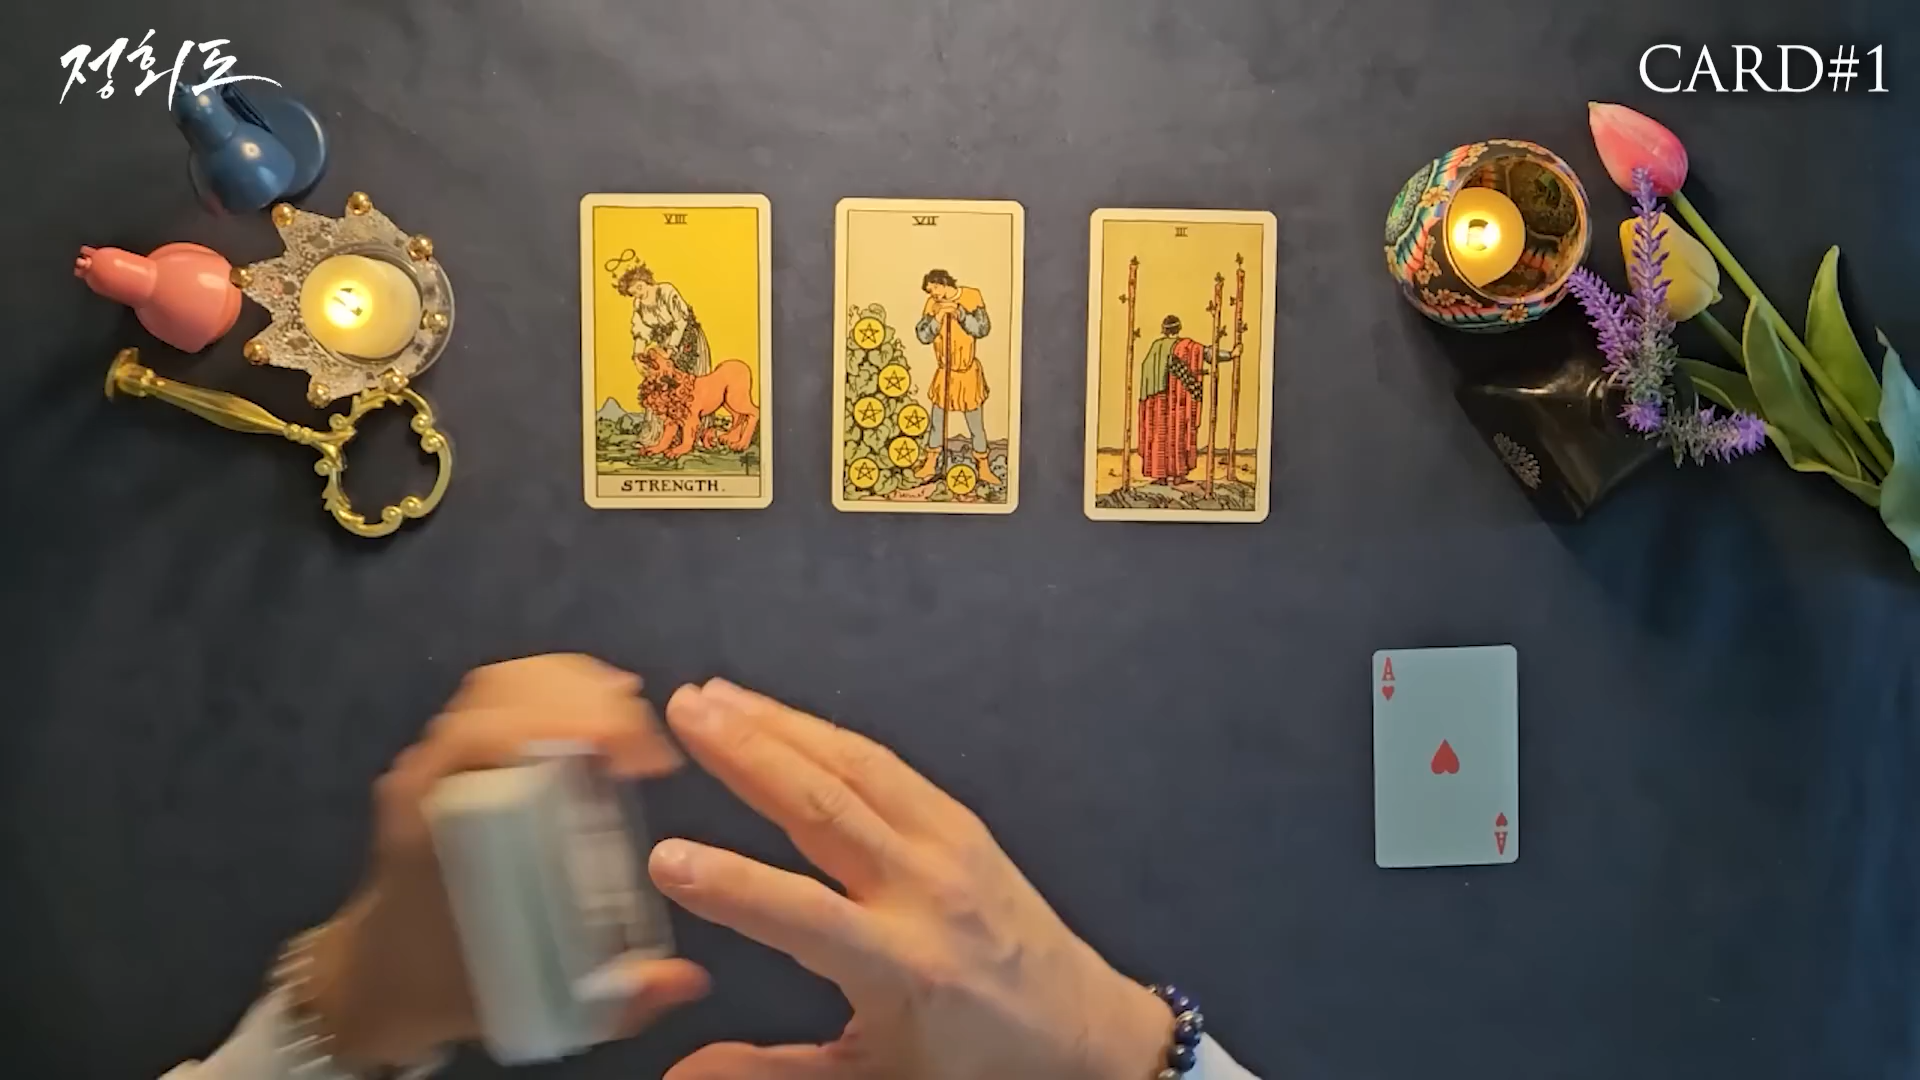 정회도
CARD#1
VIII
STRENGTH.
VII
III
A
A